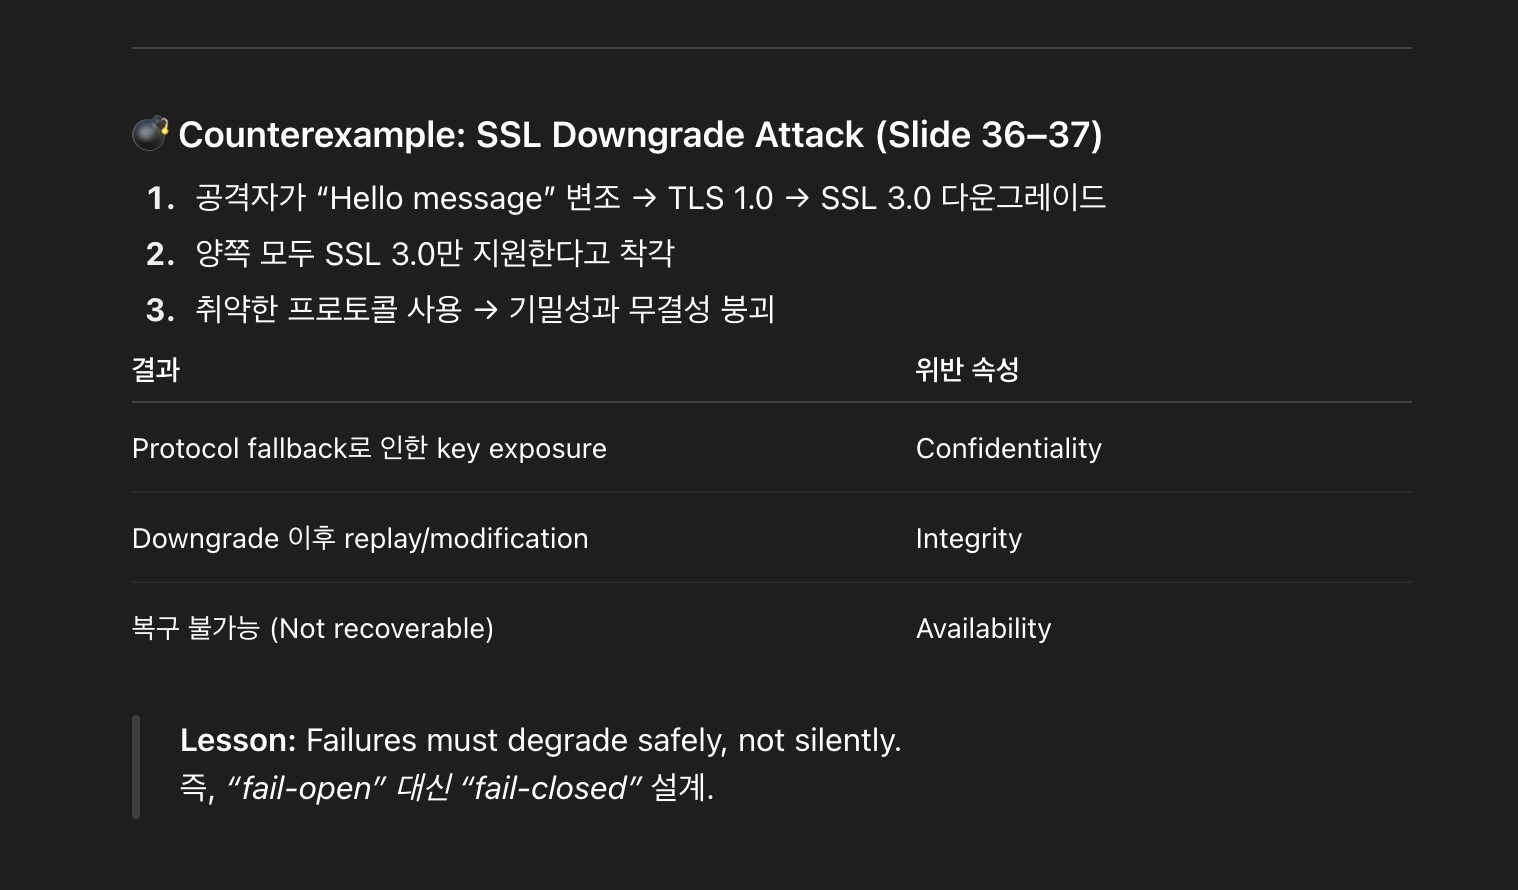 💣 Counterexample: SSL Downgrade Attack (Slide 36–37)
1. 공격자가 “Hello message” 변조 → TLS 1.0 → SSL 3.0 다운그레이드
2. 양쪽 모두 SSL 3.0만 지원한다고 착각
3. 취약한 프로토콜 사용 → 기밀성과 무결성 붕괴
결과 위반 속성
Protocol fallback로 인한 key exposure Confidentiality
Downgrade 이후 replay/modification Integrity
복구 불가능 (Not recoverable) Availability
Lesson: Failures must degrade safely, not silently.
즉, “fail-open” 대신 “fail-closed” 설계.